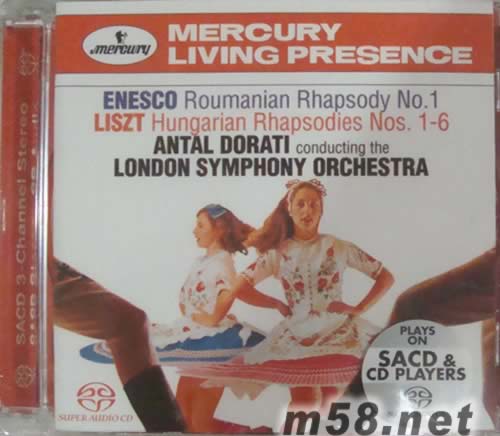 mercury
MERCURY
LIVING PRESENCE
ENESCO Roumanian Rhapsody No.1
LISZT Hungarian Rhapsodies Nos. 1-6
ANTAL DORATI conducting the
LONDON SYMPHONY ORCHESTRA
PLAYS
ON
SACD &
CD PLAYERS
SACD
SUPER AUDIO CD
m58.net
SACD 3 Channel Stereo